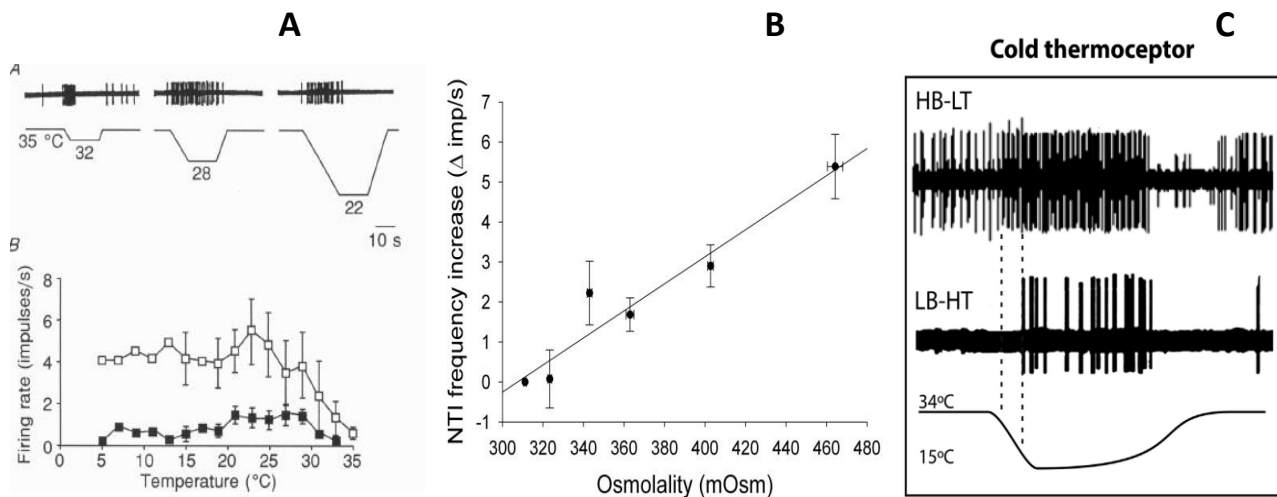 A
B
C
A
35 °C
32
28
22
10 s
B
Firing rate (impulses/s)
8
6
4
2
0
0
5
10
15
20
25
30
35
Temperature (°C)
NTI frequency increase (Δ imp/s)
7
6
5
4
3
2
1
0
-1
300
320
340
360
380
400
420
440
460
480
Osmolality (mOsm)
Cold thermoceptor
HB-LT
LB-HT
34ºC
15ºC